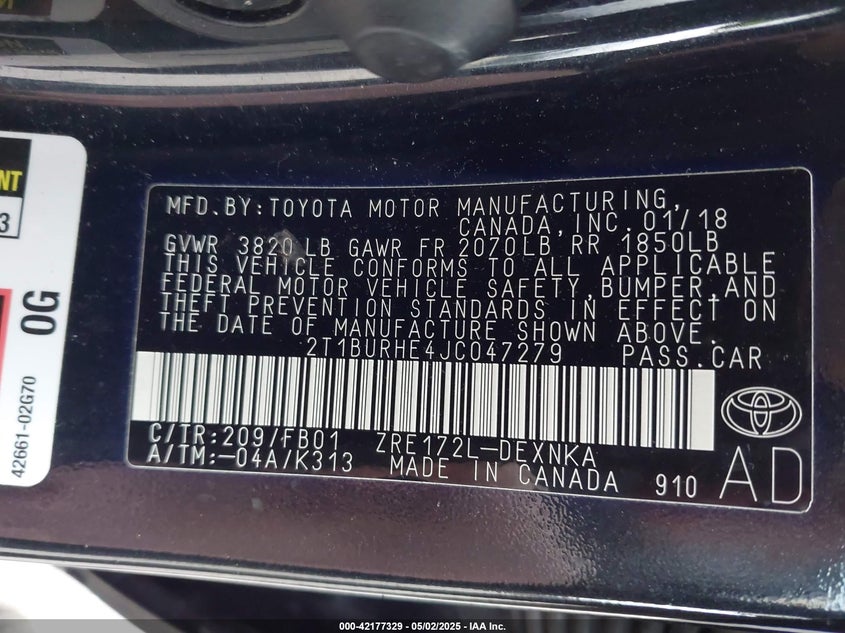 NT
3
0G
42661-02G70
MFD.BY:TOYOTA MOTOR MANUFACTURING,
CANADA,INC. 01/18
GVWR 3820 LB GAWR FR 2070LB RR 1850LB
THIS VEHICLE CONFORMS TO ALL APPLICABLE
FEDERAL MOTOR VEHICLE SAFETY,BUMPER,AND
THEFT PREVENTION STANDARDS IN EFFECT ON
THE DATE OF MANUFACTURE SHOWN ABOVE.
2T1BURHE4JC047279 PASS.CAR
C/TR:209/FB01 ZRE172L-DEXNKA
A/TM:-04A/K313 MADE IN CANADA 910 AD
000-42177329 - 05/02/2025 - IAA Inc.